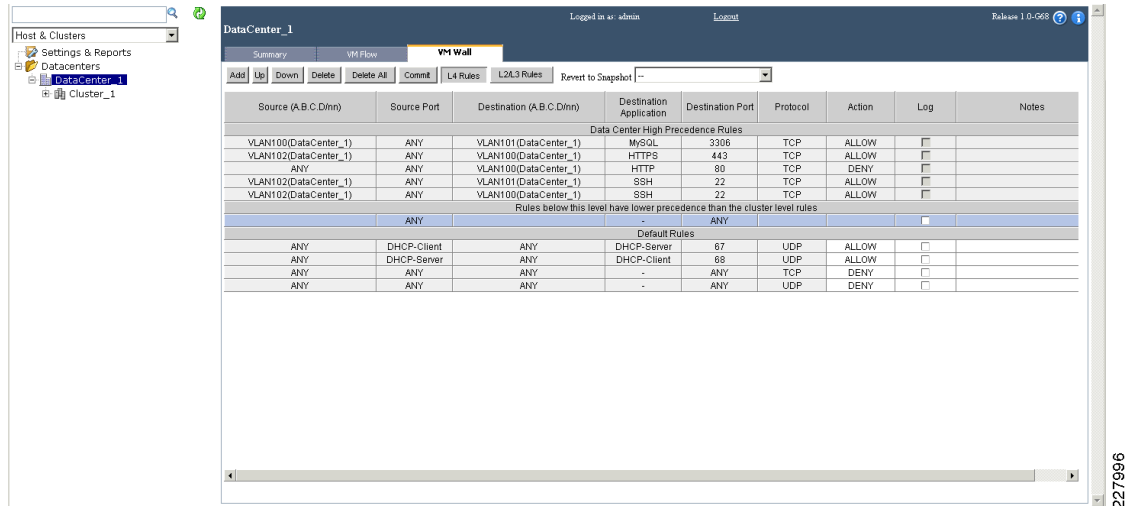 Host & Clusters
Settings & Reports
Datacenters
DataCenter_1
Cluster_1
DataCenter_1
Logged in as: admin
Logout
Release 1.0-G68
Summary
VM Flow
VM Wall
Add Up Down Delete Delete All Commit L4 Rules L2/L3 Rules Revert to Snapshot --
Source (A.B.C.D/nn) Source Port Destination (A.B.C.D/nn) Destination Application Destination Port Protocol Action Log Notes
Data Center High Precedence Rules
VLAN100(DataCenter_1) ANY VLAN101(DataCenter_1) MySQL 3306 TCP ALLOW
VLAN102(DataCenter_1) ANY VLAN100(DataCenter_1) HTTPS 443 TCP ALLOW
ANY ANY VLAN100(DataCenter_1) HTTP 80 TCP DENY
VLAN102(DataCenter_1) ANY VLAN101(DataCenter_1) SSH 22 TCP ALLOW
VLAN102(DataCenter_1) ANY VLAN100(DataCenter_1) SSH 22 TCP ALLOW
Rules below this level have lower precedence than the cluster level rules
ANY - ANY
Default Rules
ANY DHCP-Client ANY DHCP-Server 67 UDP ALLOW
ANY DHCP-Server ANY DHCP-Client 68 UDP ALLOW
ANY ANY ANY - ANY TCP DENY
ANY ANY ANY - ANY UDP DENY
227996